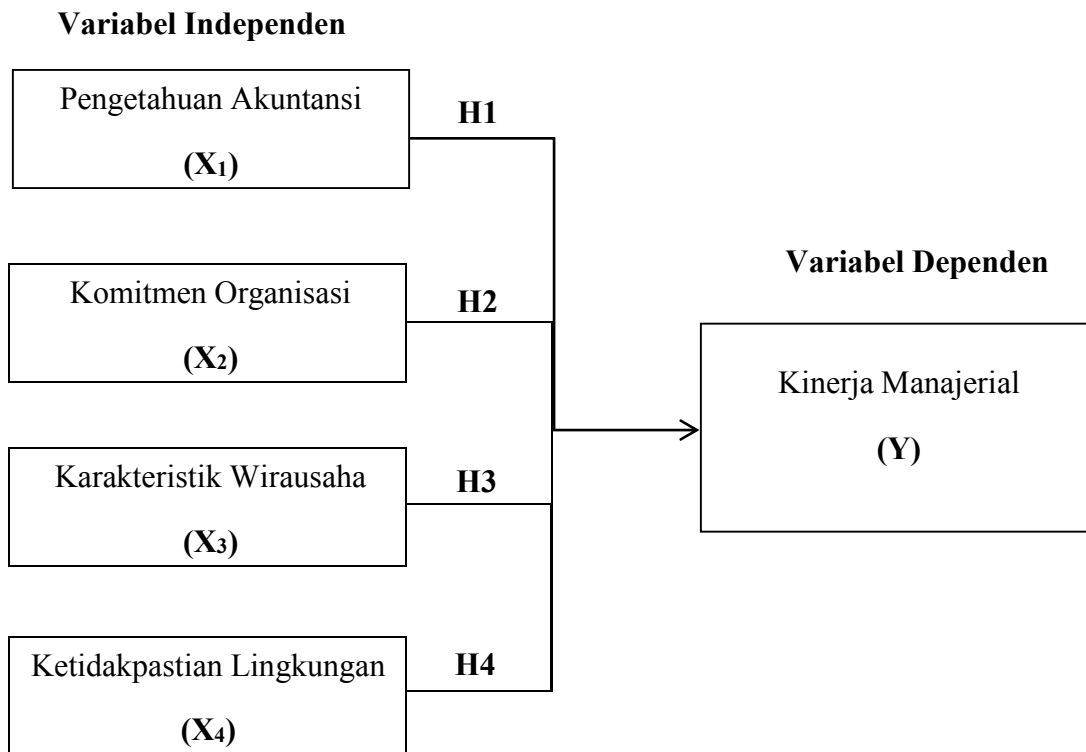 Variabel Independen
Pengetahuan Akuntansi
(X₁)
H1
Komitmen Organisasi
(X₂)
H2
Karakteristik Wirausaha
(X₃)
H3
Ketidakpastian Lingkungan
(X₄)
H4
Variabel Dependen
Kinerja Manajerial
(Y)